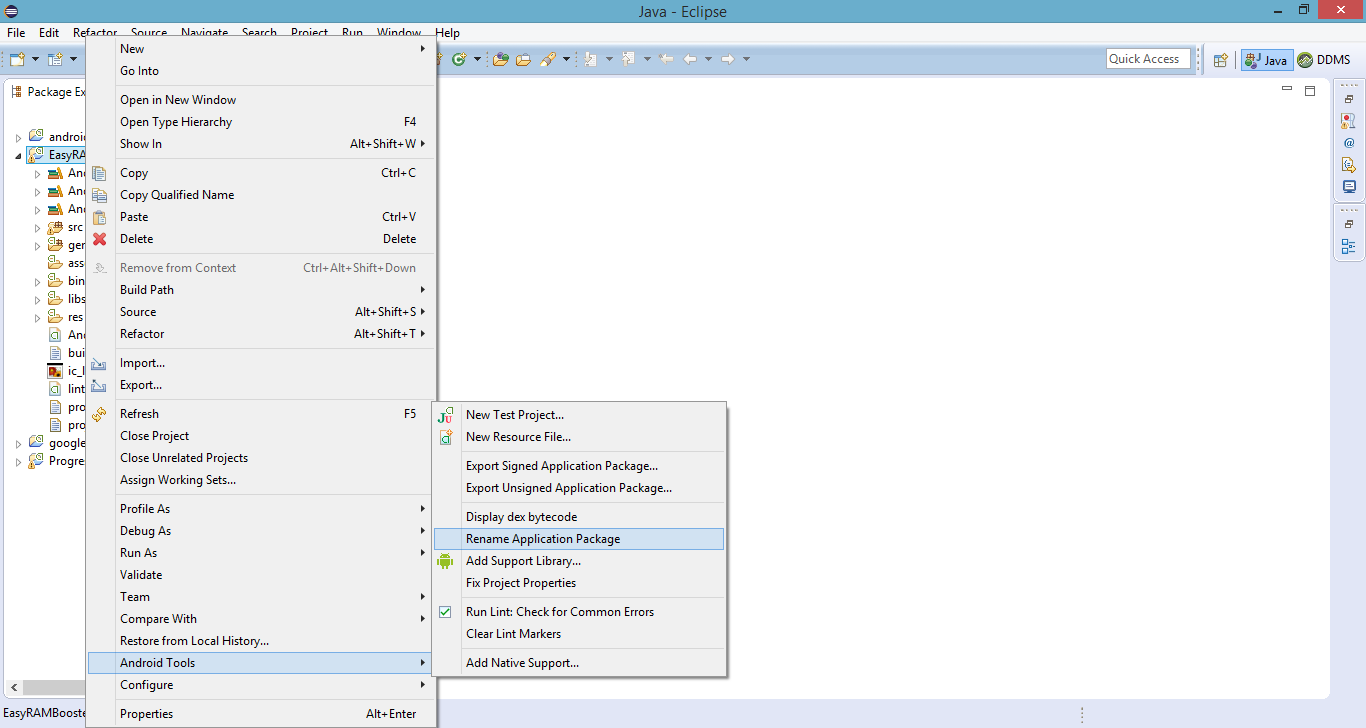 Java - Eclipse
File Edit Refactor Source Navigate Search Project Run Window Help
Quick Access
Java
DDMS
Package Ex
androi
EasyRA
And
And
And
src
ger
ass
bin
libs
res
And
bui
ic_l
lint
pro
pro
google
Progre
EasyRAMBooste
New
Go Into
Open in New Window
Open Type Hierarchy F4
Show In Alt+Shift+W
Copy Ctrl+C
Copy Qualified Name
Paste Ctrl+V
Delete Delete
Remove from Context Ctrl+Alt+Shift+Down
Build Path
Source Alt+Shift+S
Refactor Alt+Shift+T
Import...
Export...
Refresh F5
Close Project
Close Unrelated Projects
Assign Working Sets...
Profile As
Debug As
Run As
Validate
Team
Compare With
Restore from Local History...
Android Tools
Configure
Properties Alt+Enter
New Test Project...
New Resource File...
Export Signed Application Package...
Export Unsigned Application Package...
Display dex bytecode
Rename Application Package
Add Support Library...
Fix Project Properties
Run Lint: Check for Common Errors
Clear Lint Markers
Add Native Support...